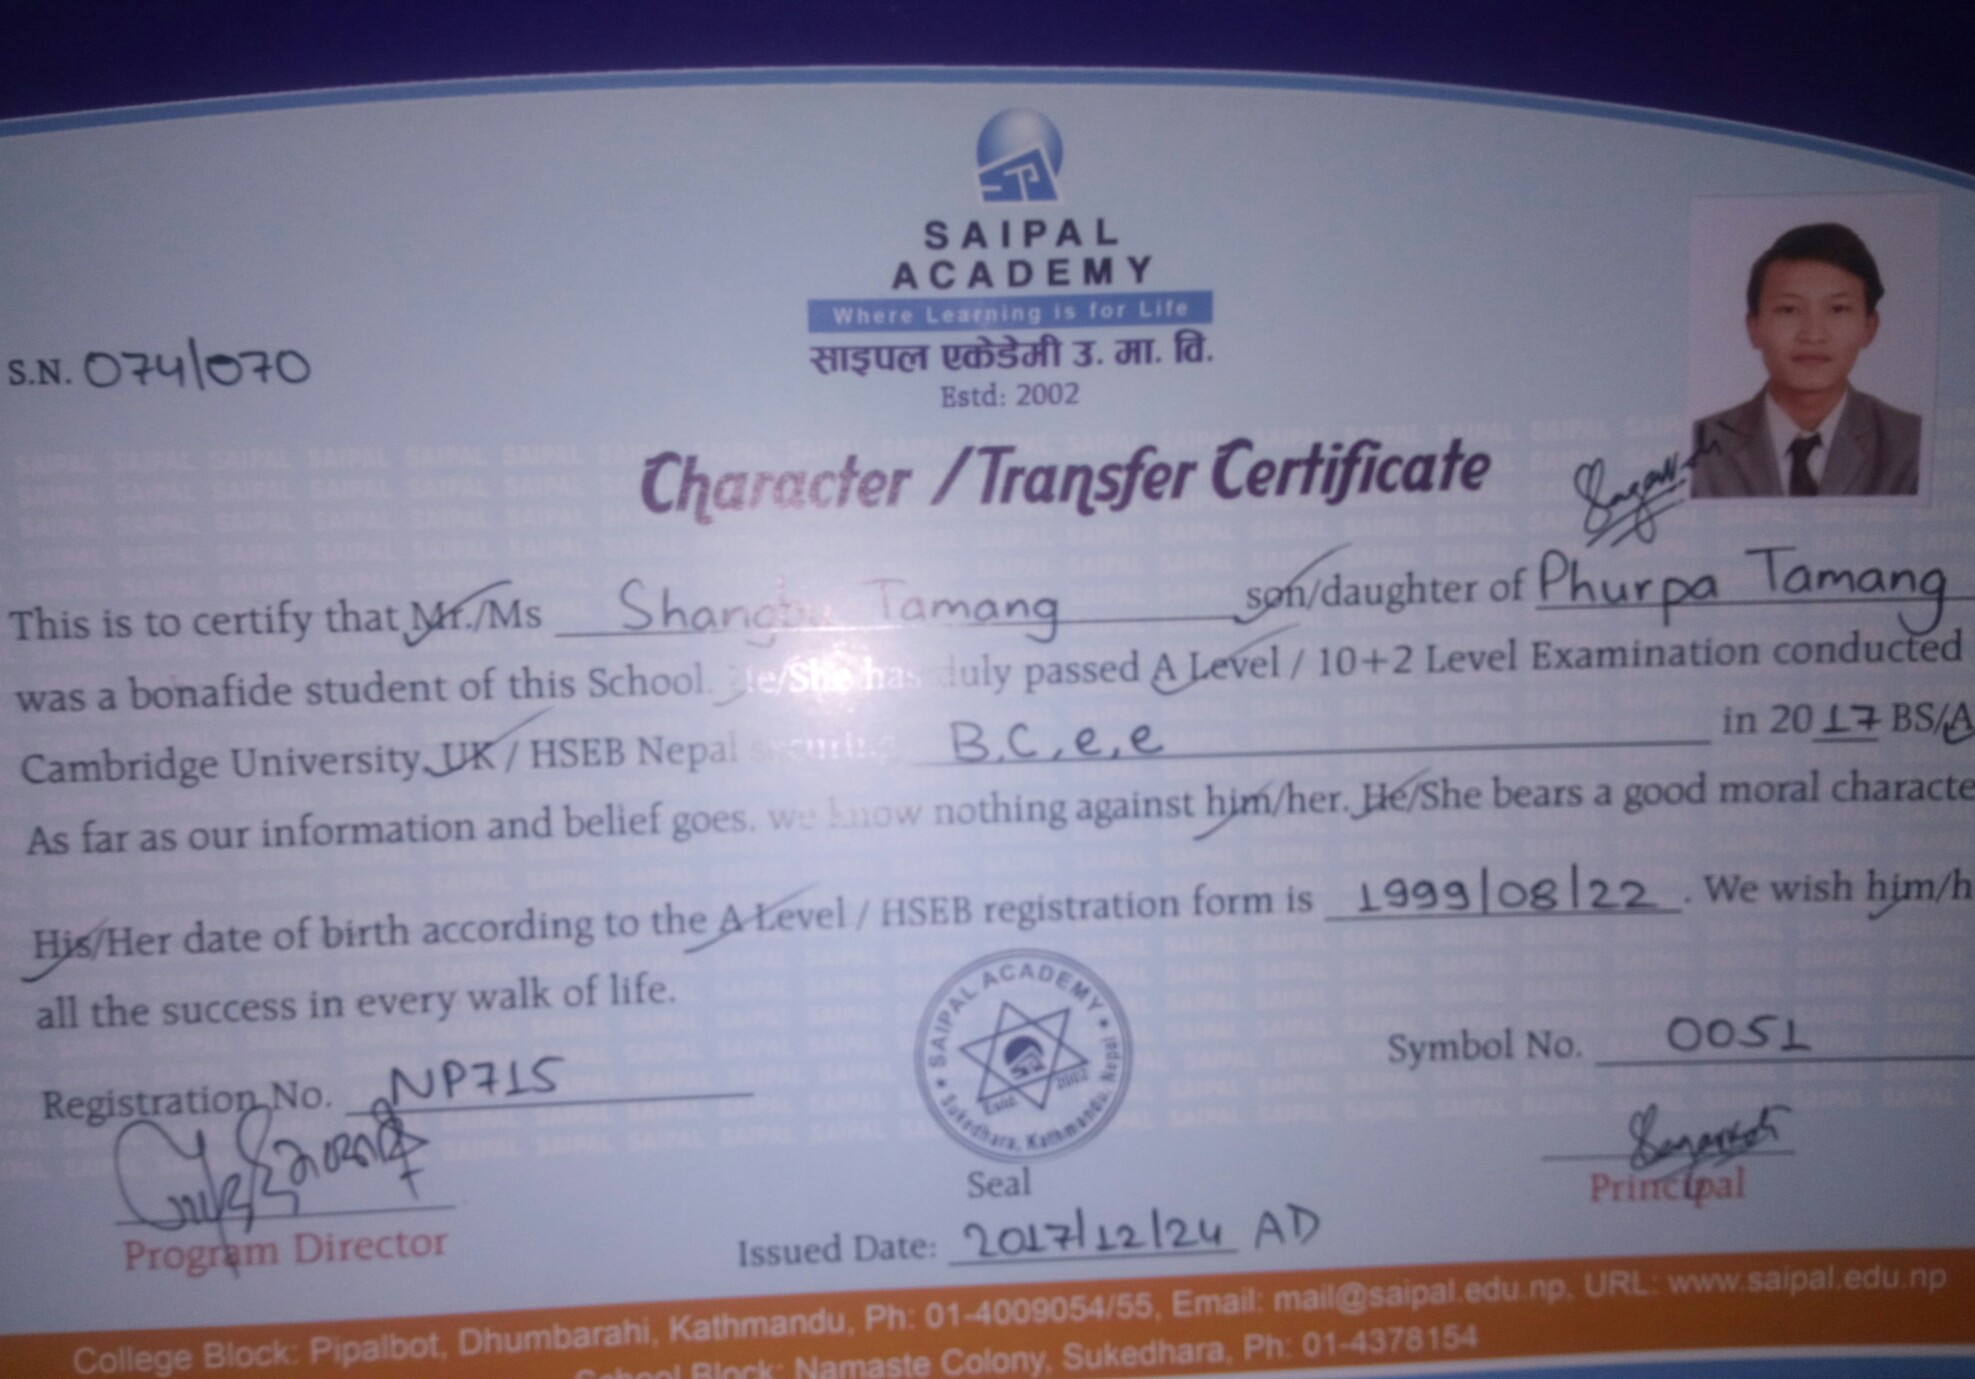 SAIPAL
ACADEMY
Where Learning is for Life
साइपल एकेडेमी उ. मा. वि.
Estd: 2002
S.N. 074/070
Character / Transfer Certificate
This is to certify that Mr./Ms Shangbu Tamang son/daughter of Phurpa Tamang
was a bonafide student of this School. He/She has duly passed A Level / 10+2 Level Examination conducted
Cambridge University, UK / HSEB Nepal securing B,C,e,e in 2017 BS/A
As far as our information and belief goes, we know nothing against him/her. He/She bears a good moral characte
His/Her date of birth according to the A Level / HSEB registration form is 1999/08/22. We wish him/h
all the success in every walk of life.
Registration No. NP715
Symbol No. 0051
SAIPAL ACADEMY
Estd. 2002
Sukedhara, Kathmandu, Nepal
Seal
Program Director
Principal
Issued Date: 2017/12/24 AD
College Block: Pipalbot, Dhumbarahi, Kathmandu, Ph: 01-4009054/55, Email: mail@saipal.edu.np, URL: www.saipal.edu.np
School Block: Namaste Colony, Sukedhara, Ph: 01-4378154